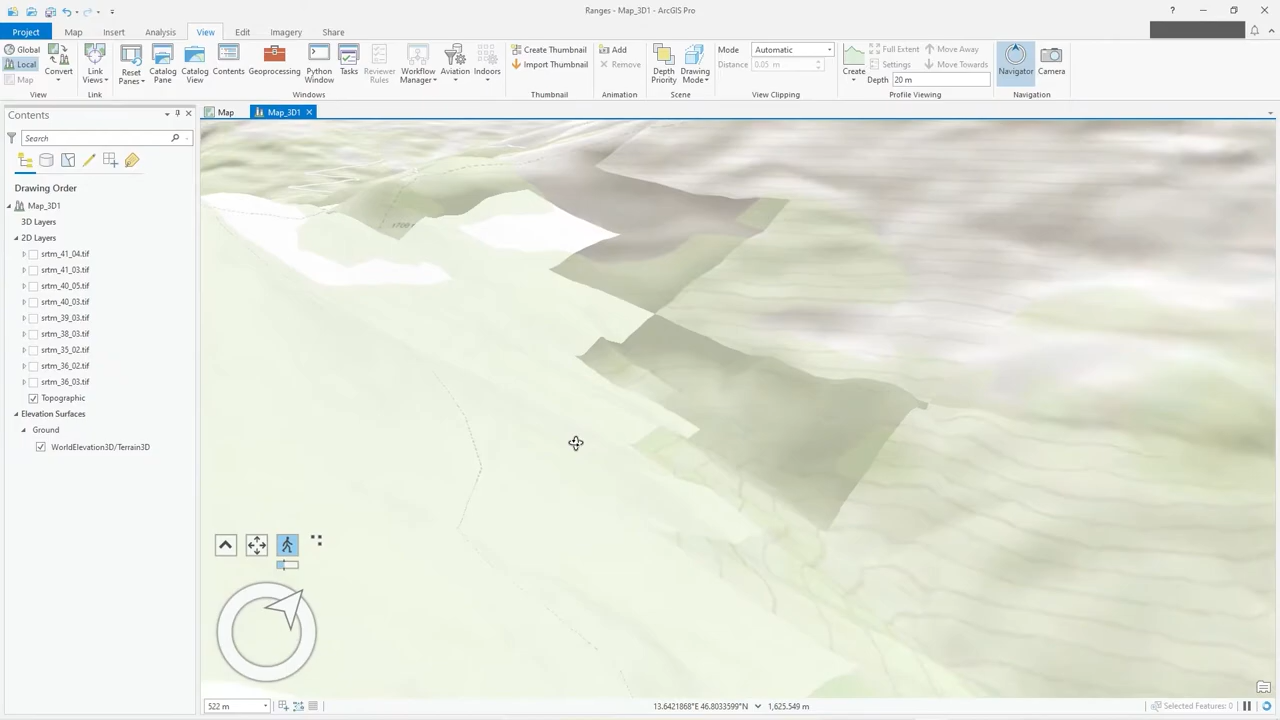 Ranges - Map_3D1 - ArcGIS Pro
?
Project Map Insert Analysis View Edit Imagery Share
Global
Local
Map
Convert
View
Link Views
Link
Reset Panes
Catalog Pane
Catalog View
Contents
Geoprocessing
Python Window
Tasks
Reviewer Rules
Workflow Manager
Aviation
Indoors
Windows
Create Thumbnail
Import Thumbnail
Thumbnail
Add
Remove
Animation
Depth Priority
Drawing Mode
Scene
Mode Automatic
Distance 0.05 m
View Clipping
Create
Full Extent
Move Away
Settings
Move Towards
Depth 20 m
Profile Viewing
Navigator
Camera
Navigation
Contents
Map
Map_3D1
Search
Drawing Order
Map_3D1
3D Layers
2D Layers
srtm_41_04.tif
srtm_41_03.tif
srtm_40_05.tif
srtm_40_03.tif
srtm_39_03.tif
srtm_38_03.tif
srtm_35_02.tif
srtm_36_02.tif
srtm_36_03.tif
Topographic
Elevation Surfaces
Ground
WorldElevation3D/Terrain3D
522 m
13.6421868°E 46.8033599°N
1,625.549 m
Selected Features: 0